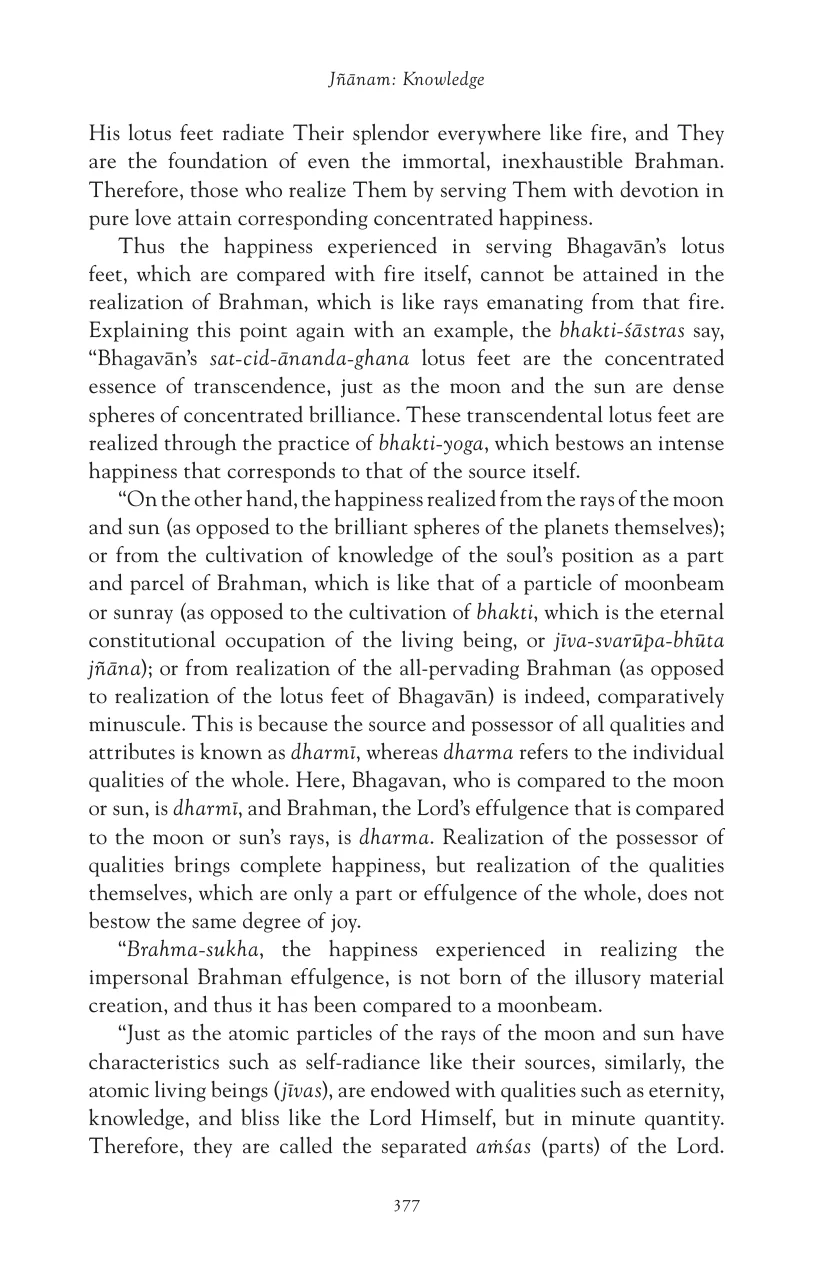 Jñānam: Knowledge
His lotus feet radiate Their splendor everywhere like fire, and They
are the foundation of even the immortal, inexhaustible Brahman.
Therefore, those who realize Them by serving Them with devotion in
pure love attain corresponding concentrated happiness.
Thus the happiness experienced in serving Bhagavān’s lotus
feet, which are compared with fire itself, cannot be attained in the
realization of Brahman, which is like rays emanating from that fire.
Explaining this point again with an example, the bhakti-śāstras say,
“Bhagavān’s sat-cid-ānanda-ghana lotus feet are the concentrated
essence of transcendence, just as the moon and the sun are dense
spheres of concentrated brilliance. These transcendental lotus feet are
realized through the practice of bhakti-yoga, which bestows an intense
happiness that corresponds to that of the source itself.
“On the other hand, the happiness realized from the rays of the moon
and sun (as opposed to the brilliant spheres of the planets themselves);
or from the cultivation of knowledge of the soul’s position as a part
and parcel of Brahman, which is like that of a particle of moonbeam
or sunray (as opposed to the cultivation of bhakti, which is the eternal
constitutional occupation of the living being, or jīva-svarūpa-bhūta
jñāna); or from realization of the all-pervading Brahman (as opposed
to realization of the lotus feet of Bhagavān) is indeed, comparatively
minuscule. This is because the source and possessor of all qualities and
attributes is known as dharmī, whereas dharma refers to the individual
qualities of the whole. Here, Bhagavan, who is compared to the moon
or sun, is dharmī, and Brahman, the Lord’s effulgence that is compared
to the moon or sun’s rays, is dharma. Realization of the possessor of
qualities brings complete happiness, but realization of the qualities
themselves, which are only a part or effulgence of the whole, does not
bestow the same degree of joy.
“Brahma-sukha, the happiness experienced in realizing the
impersonal Brahman effulgence, is not born of the illusory material
creation, and thus it has been compared to a moonbeam.
“Just as the atomic particles of the rays of the moon and sun have
characteristics such as self-radiance like their sources, similarly, the
atomic living beings (jīvas), are endowed with qualities such as eternity,
knowledge, and bliss like the Lord Himself, but in minute quantity.
Therefore, they are called the separated aṁśas (parts) of the Lord.
377